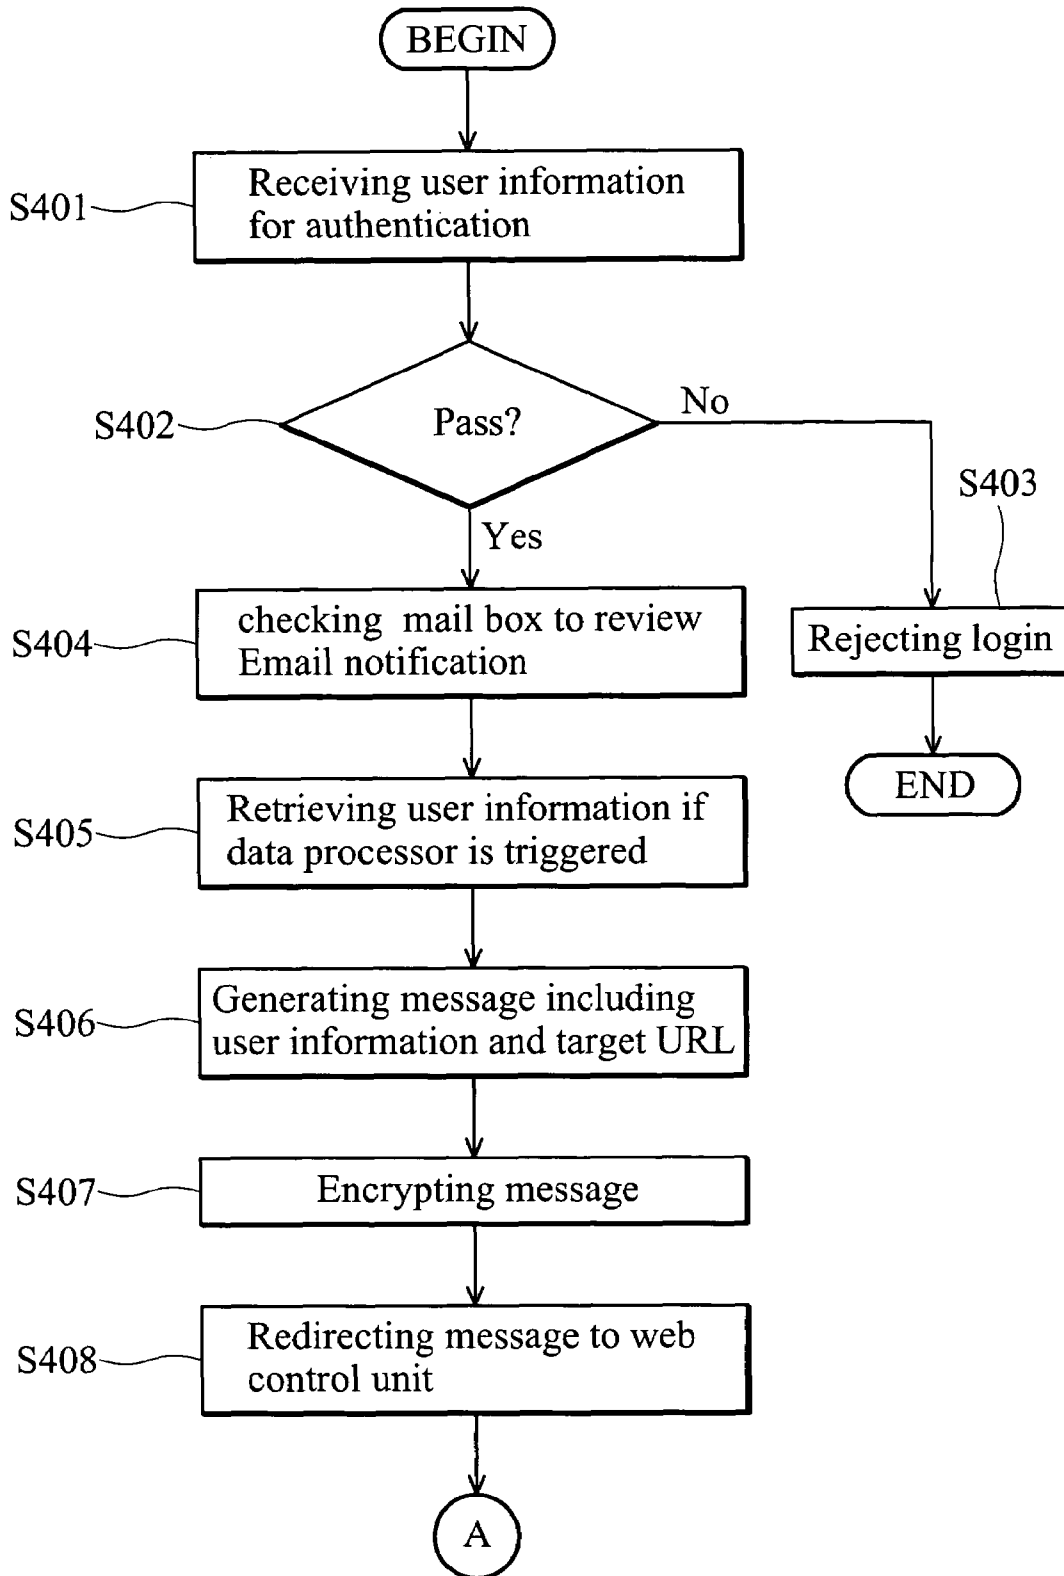 BEGIN
S401
Receiving user information
for authentication
S402
Pass?
No
Yes
S403
Rejecting login
END
S404
checking mail box to review
Email notification
S405
Retrieving user information if
data processor is triggered
S406
Generating message including
user information and target URL
S407
Encrypting message
S408
Redirecting message to web
control unit
A